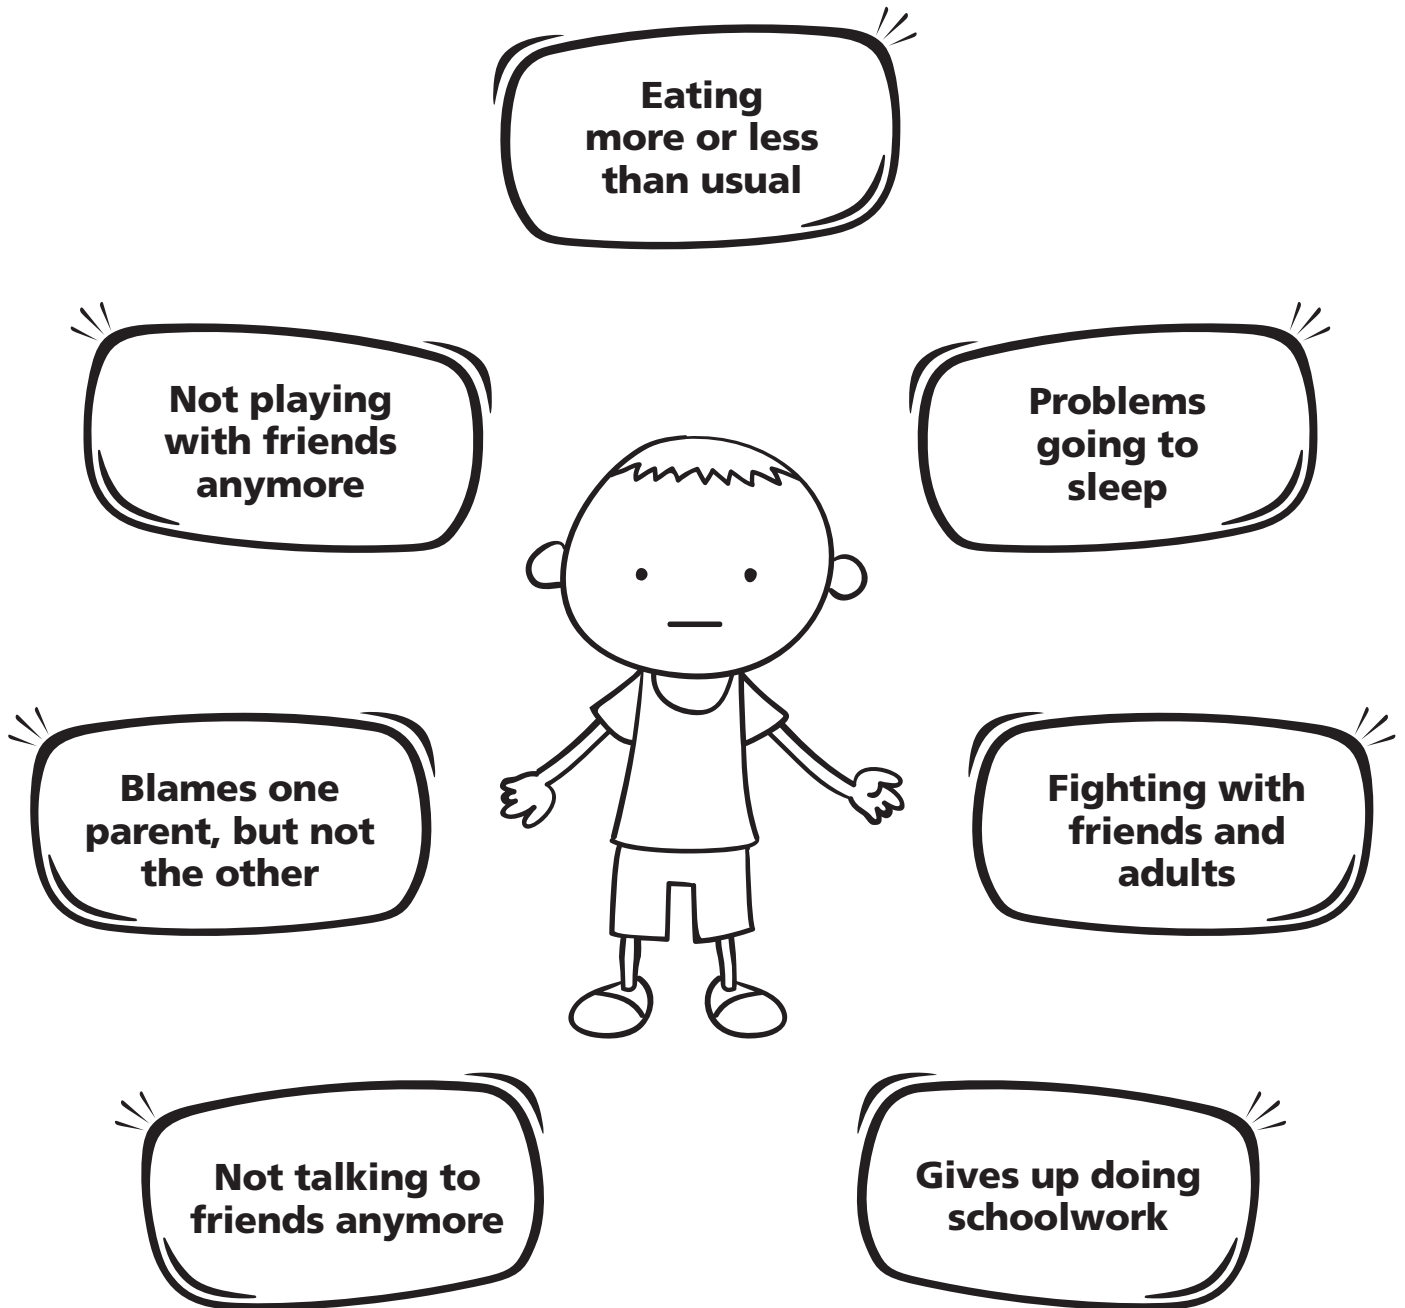 Eating
more or less
than usual
Not playing
with friends
anymore
Problems
going to
sleep
Blames one
parent, but not
the other
Fighting with
friends and
adults
Not talking to
friends anymore
Gives up doing
schoolwork